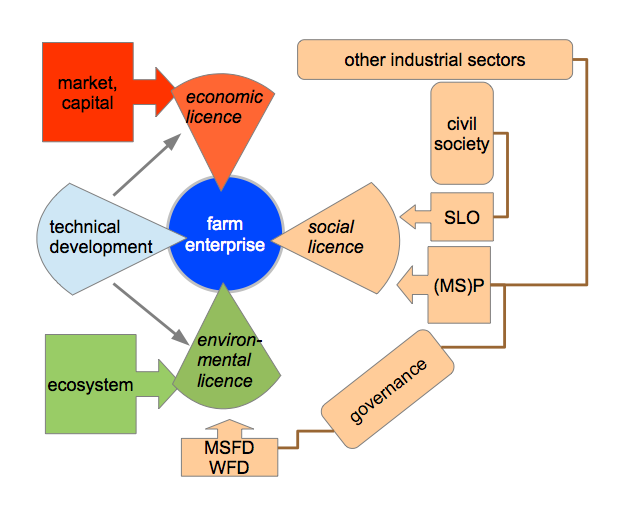 market,
capital
economic
licence
other industrial sectors
civil
society
technical
development
farm
enterprise
social
licence
SLO
(MS)P
environ-
mental
licence
ecosystem
governance
MSFD
WFD